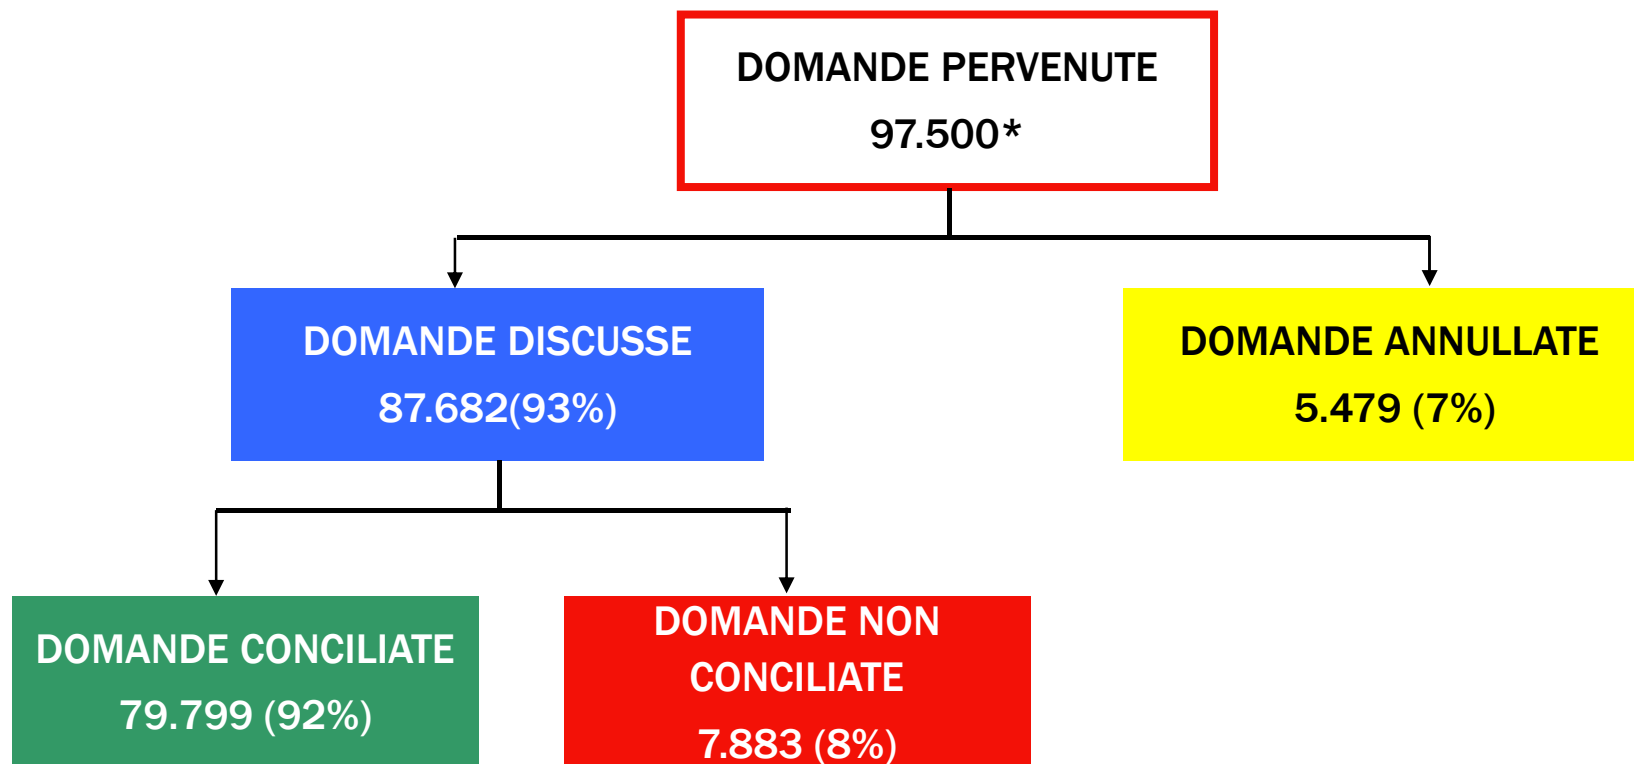 DOMANDE PERVENUTE
97.500*
DOMANDE DISCUSSE
87.682(93%)
DOMANDE ANNULLATE
5.479 (7%)
DOMANDE CONCILIATE
79.799 (92%)
DOMANDE NON
CONCILIATE
7.883 (8%)